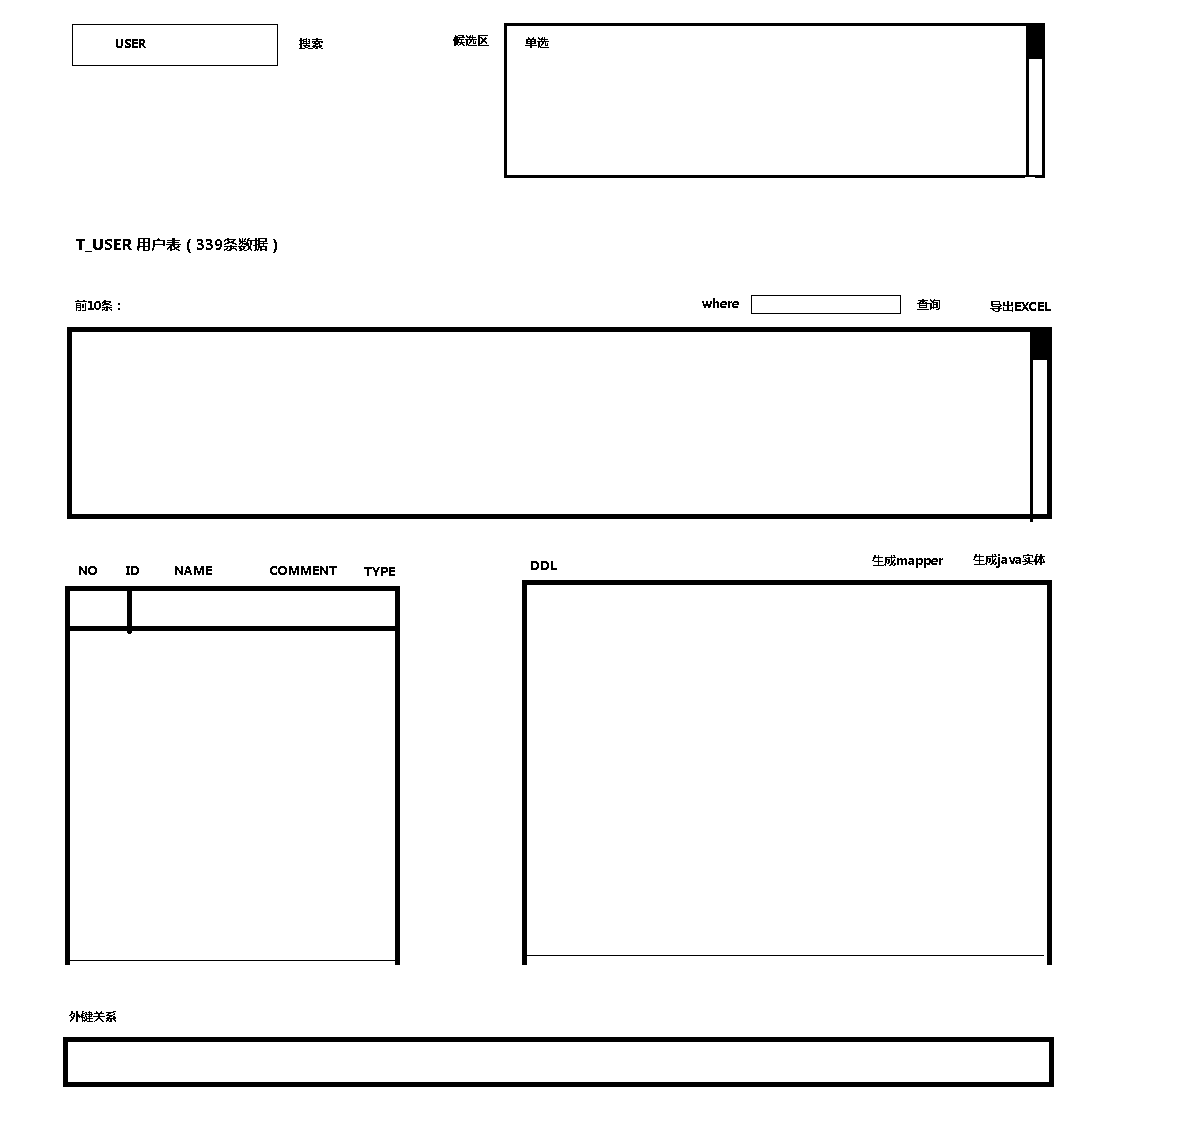 USER 搜索 候选区 单选
T_USER 用户表（339条数据）
前10条： where 查询 导出EXCEL
NO ID NAME COMMENT TYPE
DDL 生成mapper 生成java实体
外键关系